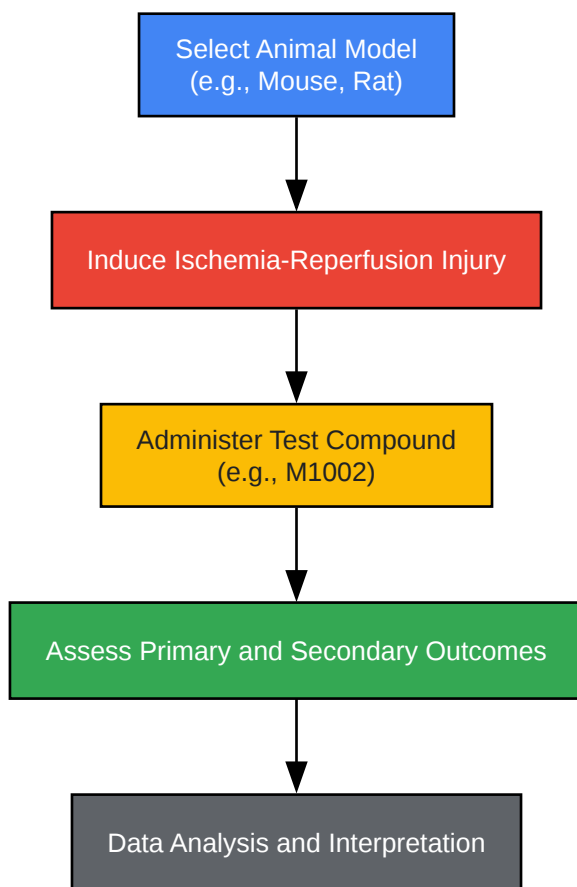 Select Animal Model
(e.g., Mouse, Rat)
Induce Ischemia-Reperfusion Injury
Administer Test Compound
(e.g., M1002)
Assess Primary and Secondary Outcomes
Data Analysis and Interpretation